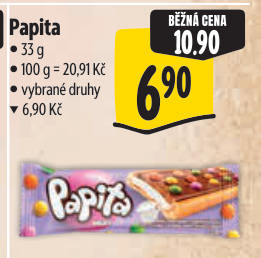 Papita
• 33 g
• 100 g = 20,91 Kč
• vybrané druhy
▼ 6,90 Kč
BĚŽNÁ CENA
10.90
6 90
Papita